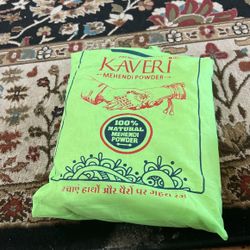 KAVERI
MEHENDI POWDER
100%
NATURAL
MEHENDI
POWDER
रचाएं हाथों और पैरों पर गहरा रंग